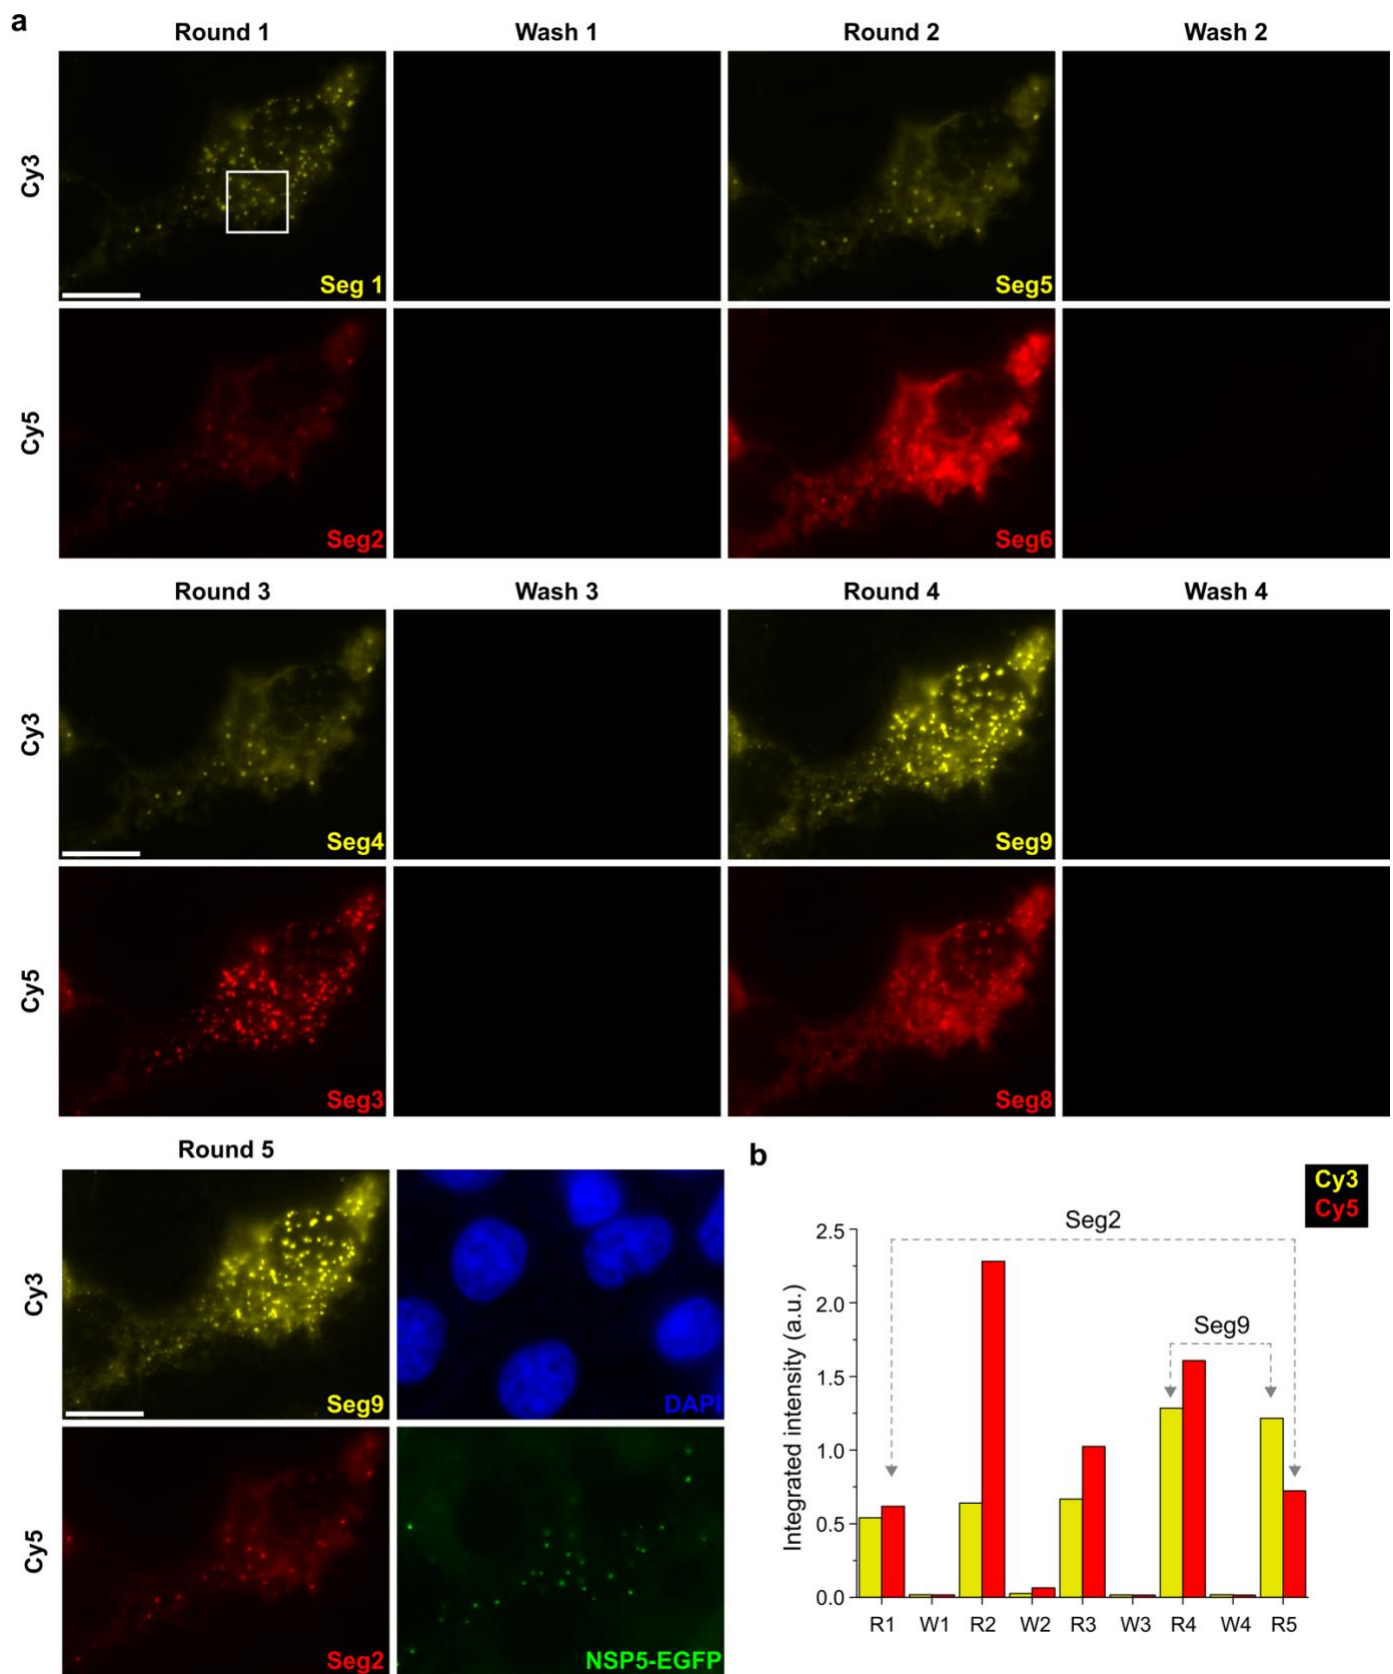 a
Round 1 Wash 1 Round 2 Wash 2
Cy3
Seg 1 Seg5
Cy5
Seg2 Seg6
Round 3 Wash 3 Round 4 Wash 4
Cy3
Seg4 Seg9
Cy5
Seg3 Seg8
Round 5
Cy3
Seg9 DAPI
Cy5
Seg2 NSP5-EGFP
b
Cy3
Cy5
Seg2
Seg9
Integrated intensity (a.u.)
2.5
2.0
1.5
1.0
0.5
0.0
R1 W1 R2 W2 R3 W3 R4 W4 R5